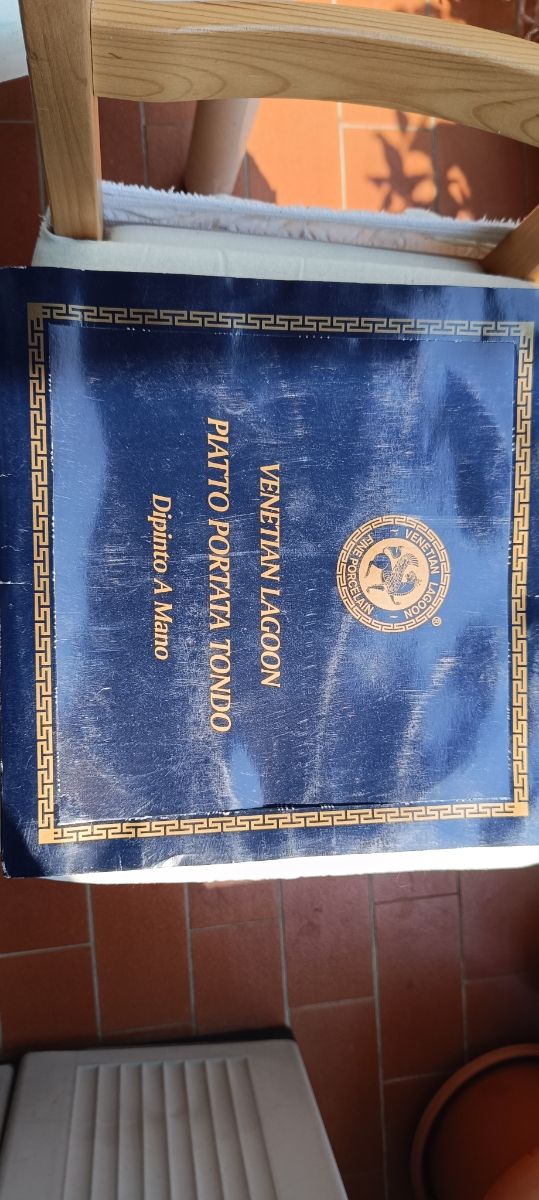 VENETIAN LAGOON
FINE PORCELAIN
®
VENETIAN LAGOON
PIATTO PORTATA TONDO
Dipinto A Mano